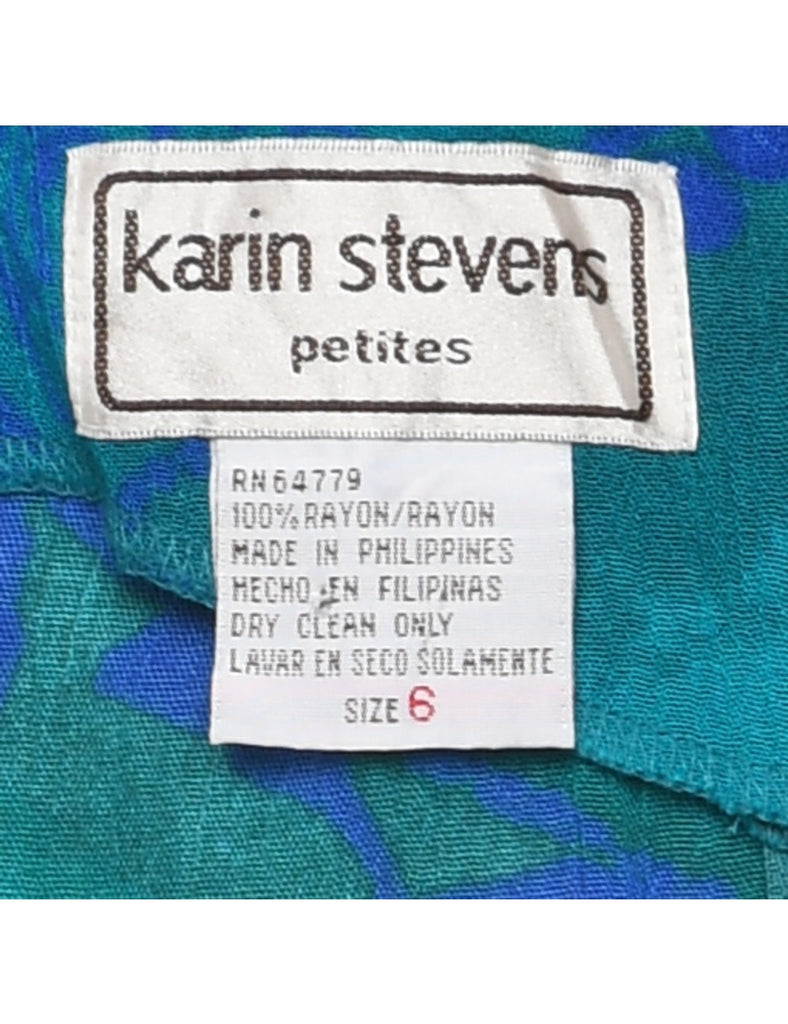 karin stevens
petites
RN64779
100% RAYON/RAYON
MADE IN PHILIPPINES
HECHO EN FILIPINAS
DRY CLEAN ONLY
LAVAR EN SECO SOLAMENTE
SIZE 6